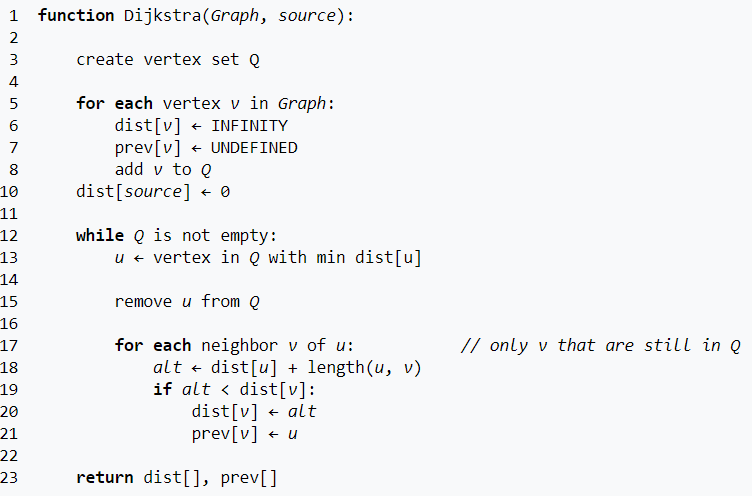 1 function Dijkstra(Graph, source):
2
3 create vertex set Q
4
5 for each vertex v in Graph:
6 dist[v] ← INFINITY
7 prev[v] ← UNDEFINED
8 add v to Q
10 dist[source] ← 0
11
12 while Q is not empty:
13 u ← vertex in Q with min dist[u]
14
15 remove u from Q
16
17 for each neighbor v of u: // only v that are still in Q
18 alt ← dist[u] + length(u, v)
19 if alt < dist[v]:
20 dist[v] ← alt
21 prev[v] ← u
22
23 return dist[], prev[]